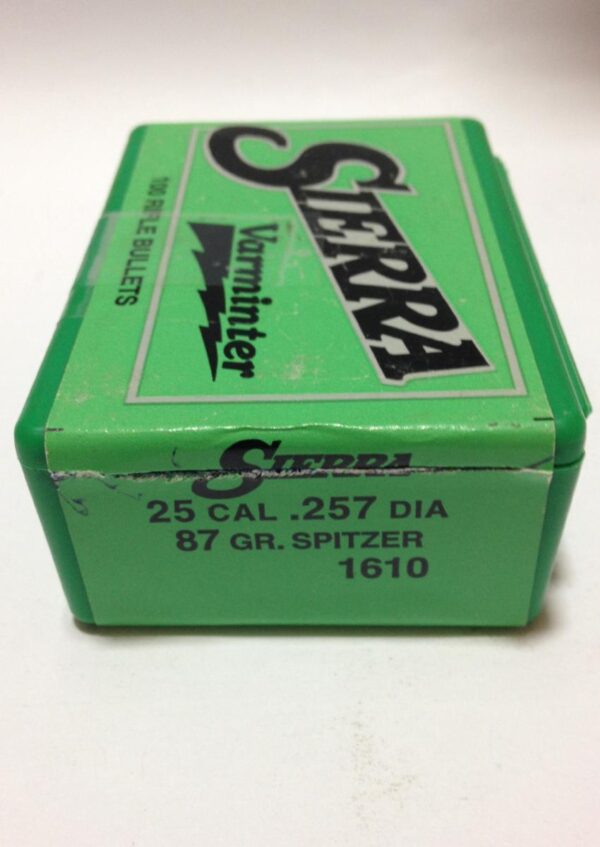 SIERRA
Varminter
100 RIFLE BULLETS
SIERRA
25 CAL .257 DIA
87 GR. SPITZER
1610